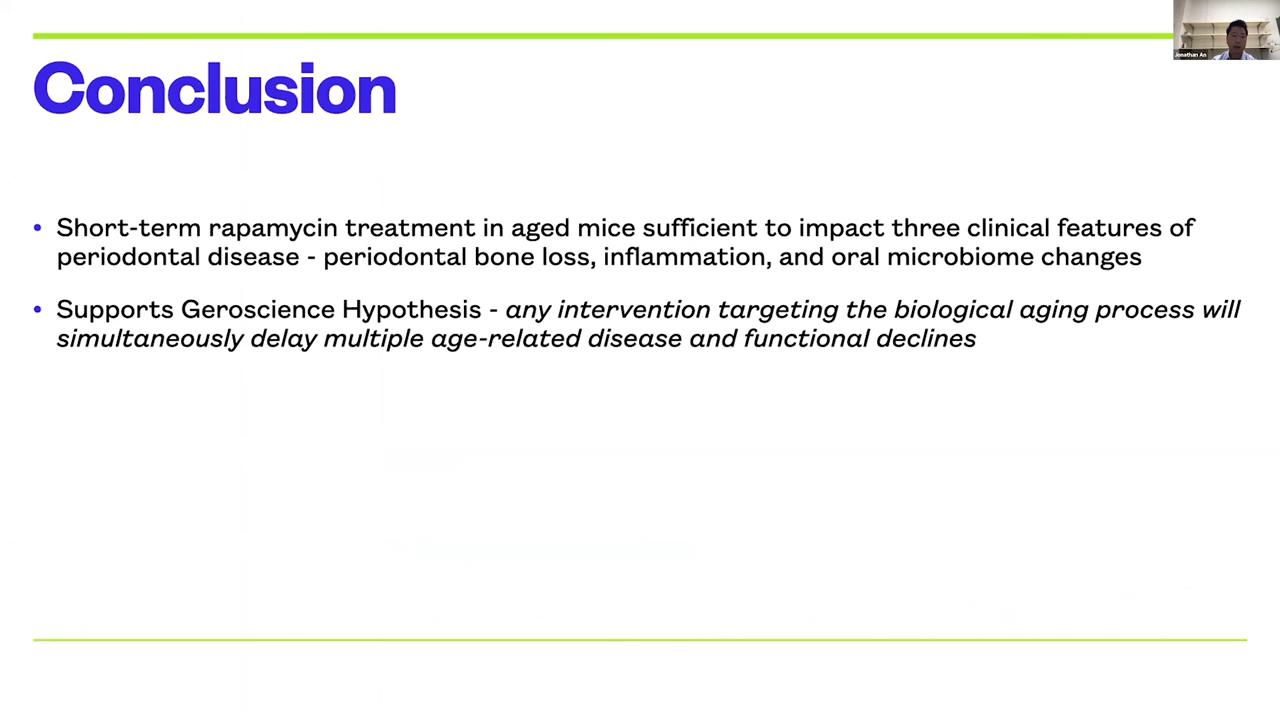 Jonathan An
Conclusion
• Short-term rapamycin treatment in aged mice sufficient to impact three clinical features of
periodontal disease - periodontal bone loss, inflammation, and oral microbiome changes
• Supports Geroscience Hypothesis - any intervention targeting the biological aging process will
simultaneously delay multiple age-related disease and functional declines